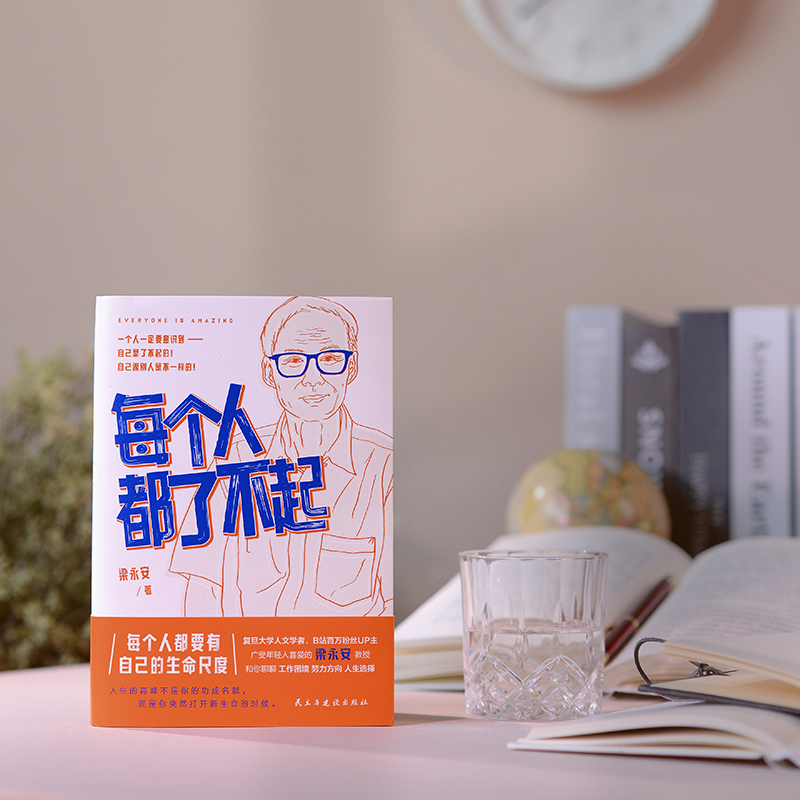 EVERYONE IS AMAZING
一个人一定要意识到——
自己是了不起的！
自己跟别人是不一样的！
每个人
都了不起
梁永安
/著
每个人都要有
自己的生命尺度
复旦大学人文学者、B站百万粉丝UP主
广受年轻人喜爱的 梁永安 教授
和你聊聊 工作困境 努力方向 人生选择
人生的巅峰不是你的功成名就，
而是你突然打开新生命的时候。
民主与建设出版社
Around
the Earth